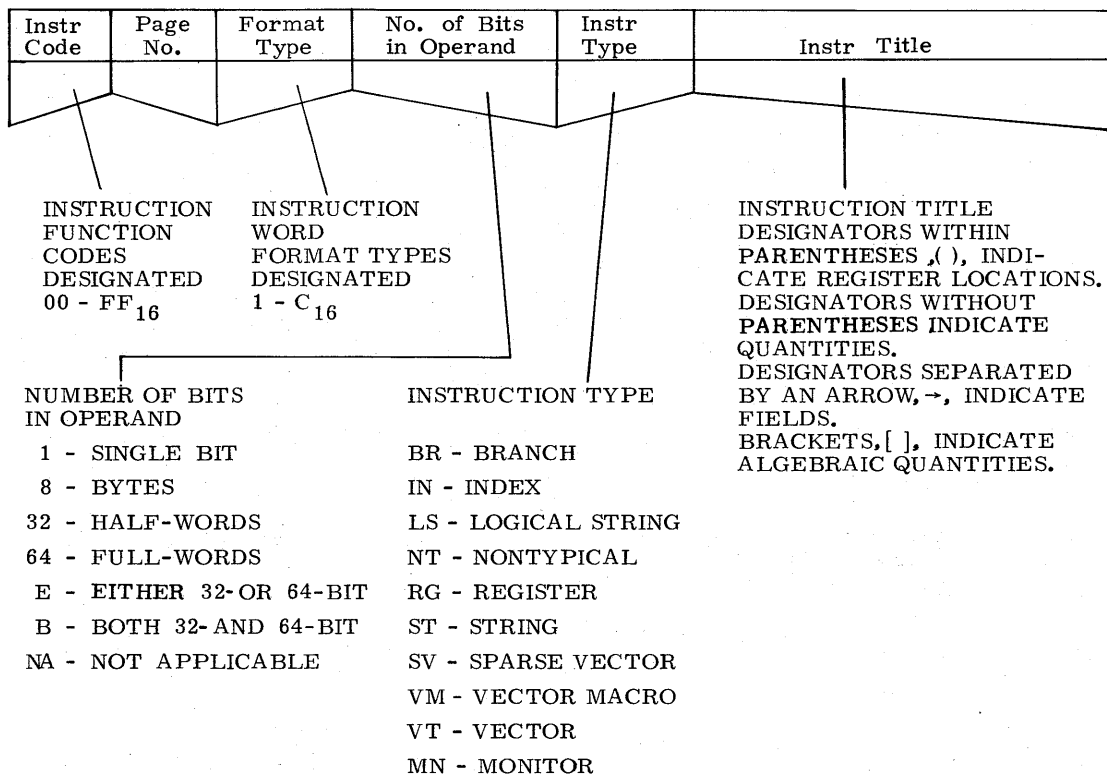 Instr Code
Page No.
Format Type
No. of Bits in Operand
Instr Type
Instr Title
INSTRUCTION
FUNCTION
CODES
DESIGNATED
00 - FF16
INSTRUCTION
WORD
FORMAT TYPES
DESIGNATED
1 - C16
INSTRUCTION TITLE
DESIGNATORS WITHIN
PARENTHESES ,( ), INDI-
CATE REGISTER LOCATIONS.
DESIGNATORS WITHOUT
PARENTHESES INDICATE
QUANTITIES.
DESIGNATORS SEPARATED
BY AN ARROW,→, INDICATE
FIELDS.
BRACKETS,[ ], INDICATE
ALGEBRAIC QUANTITIES.
NUMBER OF BITS
IN OPERAND
1 - SINGLE BIT
8 - BYTES
32 - HALF-WORDS
64 - FULL-WORDS
E - EITHER 32-OR 64-BIT
B - BOTH 32-AND 64-BIT
NA - NOT APPLICABLE
INSTRUCTION TYPE
BR - BRANCH
IN - INDEX
LS - LOGICAL STRING
NT - NONTYPICAL
RG - REGISTER
ST - STRING
SV - SPARSE VECTOR
VM - VECTOR MACRO
VT - VECTOR
MN - MONITOR